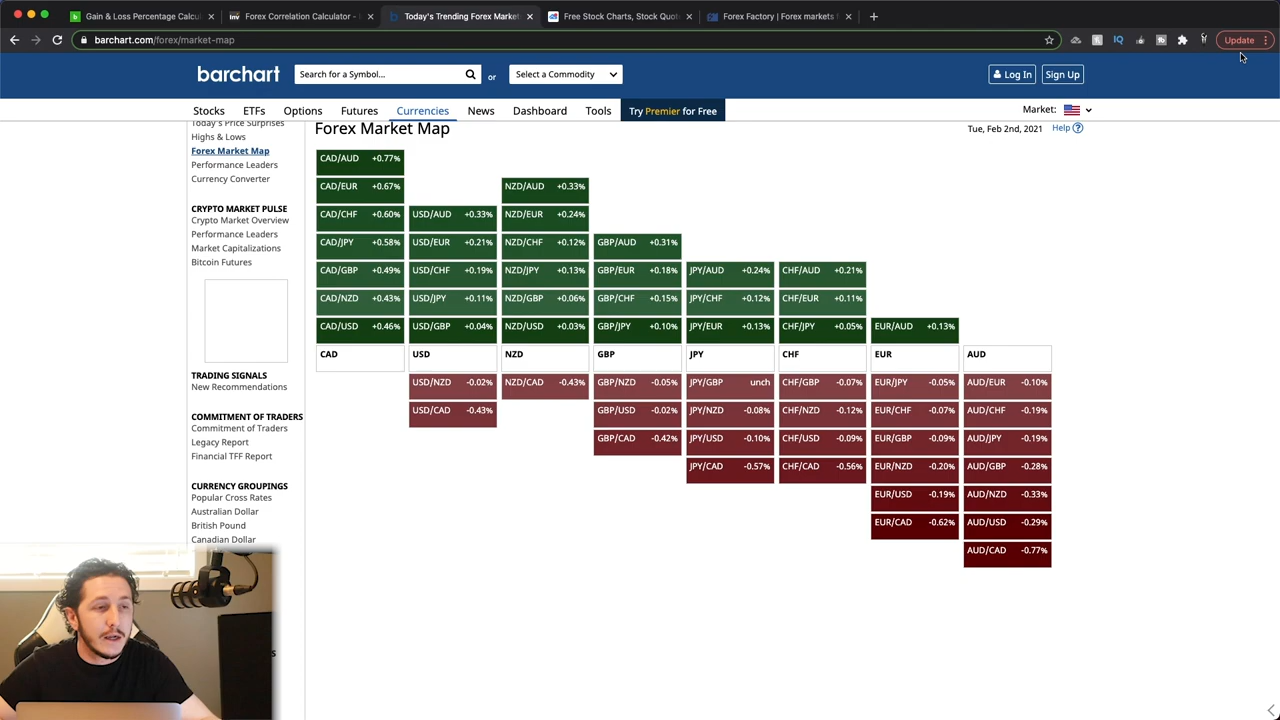 Gain & Loss Percentage Calcul
Forex Correlation Calculator -
Today's Trending Forex Market
Free Stock Charts, Stock Quot
Forex Factory | Forex markets f
barchart.com/forex/market-map
Update
barchart
Search for a Symbol...
or
Select a Commodity
Log In
Sign Up
Stocks
ETFs
Options
Futures
Currencies
News
Dashboard
Tools
Try Premier for Free
Market:
Today's Price Surprises
Highs & Lows
Forex Market Map
Performance Leaders
Currency Converter
CRYPTO MARKET PULSE
Crypto Market Overview
Performance Leaders
Market Capitalizations
Bitcoin Futures
TRADING SIGNALS
New Recommendations
COMMITMENT OF TRADERS
Commitment of Traders
Legacy Report
Financial TFF Report
CURRENCY GROUPINGS
Popular Cross Rates
Australian Dollar
British Pound
Canadian Dollar
Forex Market Map
Tue, Feb 2nd, 2021
Help ?
CAD/AUD +0.77%
CAD/EUR +0.67% NZD/AUD +0.33%
CAD/CHF +0.60% USD/AUD +0.33% NZD/EUR +0.24%
CAD/JPY +0.58% USD/EUR +0.21% NZD/CHF +0.12% GBP/AUD +0.31%
CAD/GBP +0.49% USD/CHF +0.19% NZD/JPY +0.13% GBP/EUR +0.18% JPY/AUD +0.24% CHF/AUD +0.21%
CAD/NZD +0.43% USD/JPY +0.11% NZD/GBP +0.06% GBP/CHF +0.15% JPY/CHF +0.12% CHF/EUR +0.11%
CAD/USD +0.46% USD/GBP +0.04% NZD/USD +0.03% GBP/JPY +0.10% JPY/EUR +0.13% CHF/JPY +0.05% EUR/AUD +0.13%
CAD USD NZD GBP JPY CHF EUR AUD
USD/NZD -0.02% NZD/CAD -0.43% GBP/NZD -0.05% JPY/GBP unch CHF/GBP -0.07% EUR/JPY -0.05% AUD/EUR -0.10%
USD/CAD -0.43% GBP/USD -0.02% JPY/NZD -0.08% CHF/NZD -0.12% EUR/CHF -0.07% AUD/CHF -0.19%
GBP/CAD -0.42% JPY/USD -0.10% CHF/USD -0.09% EUR/GBP -0.09% AUD/JPY -0.19%
JPY/CAD -0.57% CHF/CAD -0.56% EUR/NZD -0.20% AUD/GBP -0.28%
EUR/USD -0.19% AUD/NZD -0.33%
EUR/CAD -0.62% AUD/USD -0.29%
AUD/CAD -0.77%